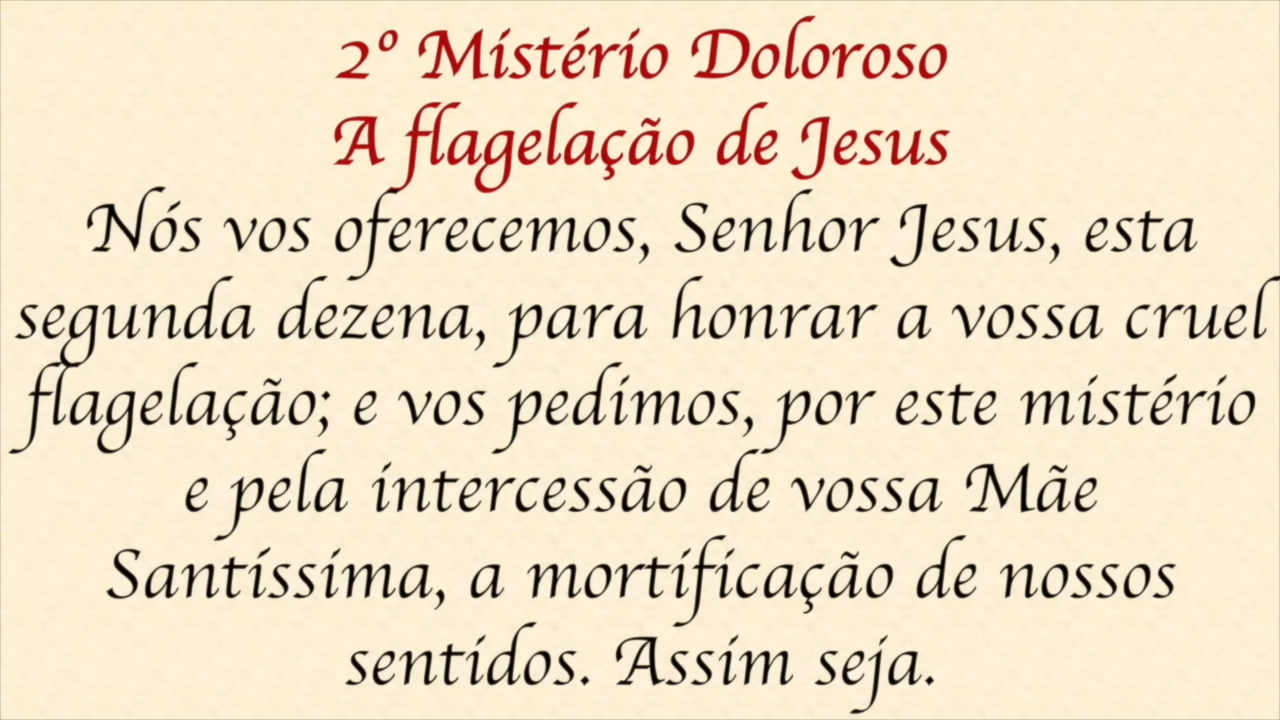 2º Mistério Doloroso
A flagelação de Jesus
Nós vos oferecemos, Senhor Jesus, esta
segunda dezena, para honrar a vossa cruel
flagelação; e vos pedimos, por este mistério
e pela intercessão de vossa Mãe
Santíssima, a mortificação de nossos
sentidos. Assim seja.